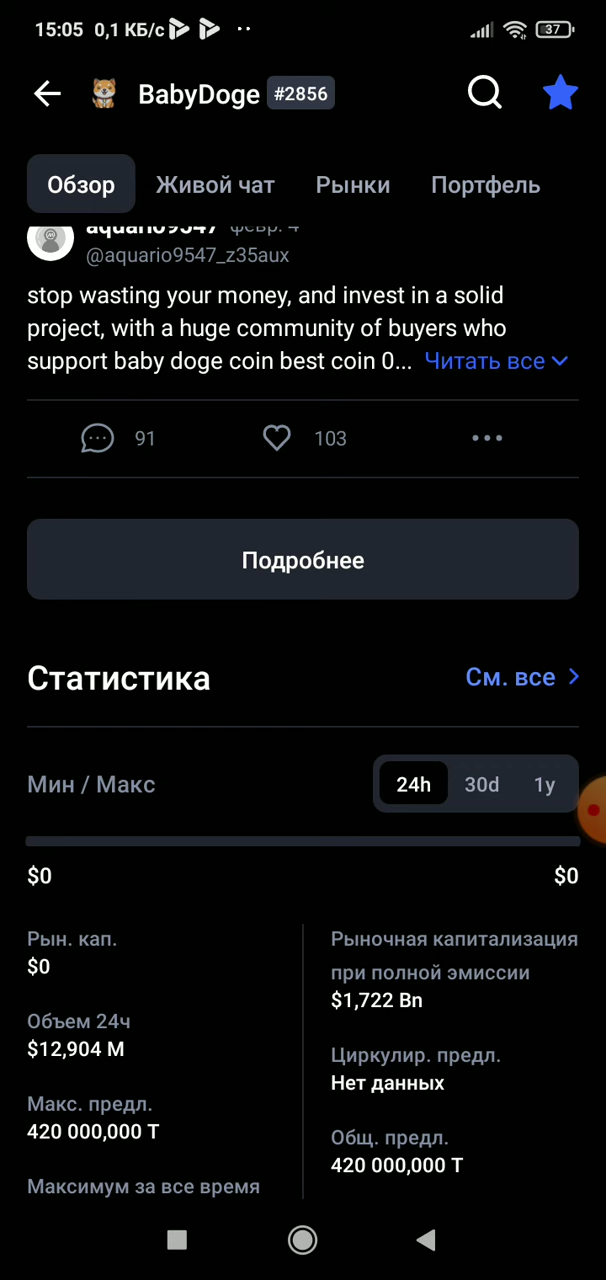 15:05 0,1 КБ/с
37
BabyDoge #2856
Обзор Живой чат Рынки Портфель
aquario9547 февр. 4
@aquario9547_z35aux
stop wasting your money, and invest in a solid
project, with a huge community of buyers who
support baby doge coin best coin 0... Читать все
91 103
Подробнее
Статистика См. все
Мин / Макс 24h 30d 1y
$0 $0
Рын. кап.
$0
Объем 24ч
$12,904 M
Макс. предл.
420 000,000 T
Максимум за все время
Рыночная капитализация
при полной эмиссии
$1,722 Bn
Циркулир. предл.
Нет данных
Общ. предл.
420 000,000 T